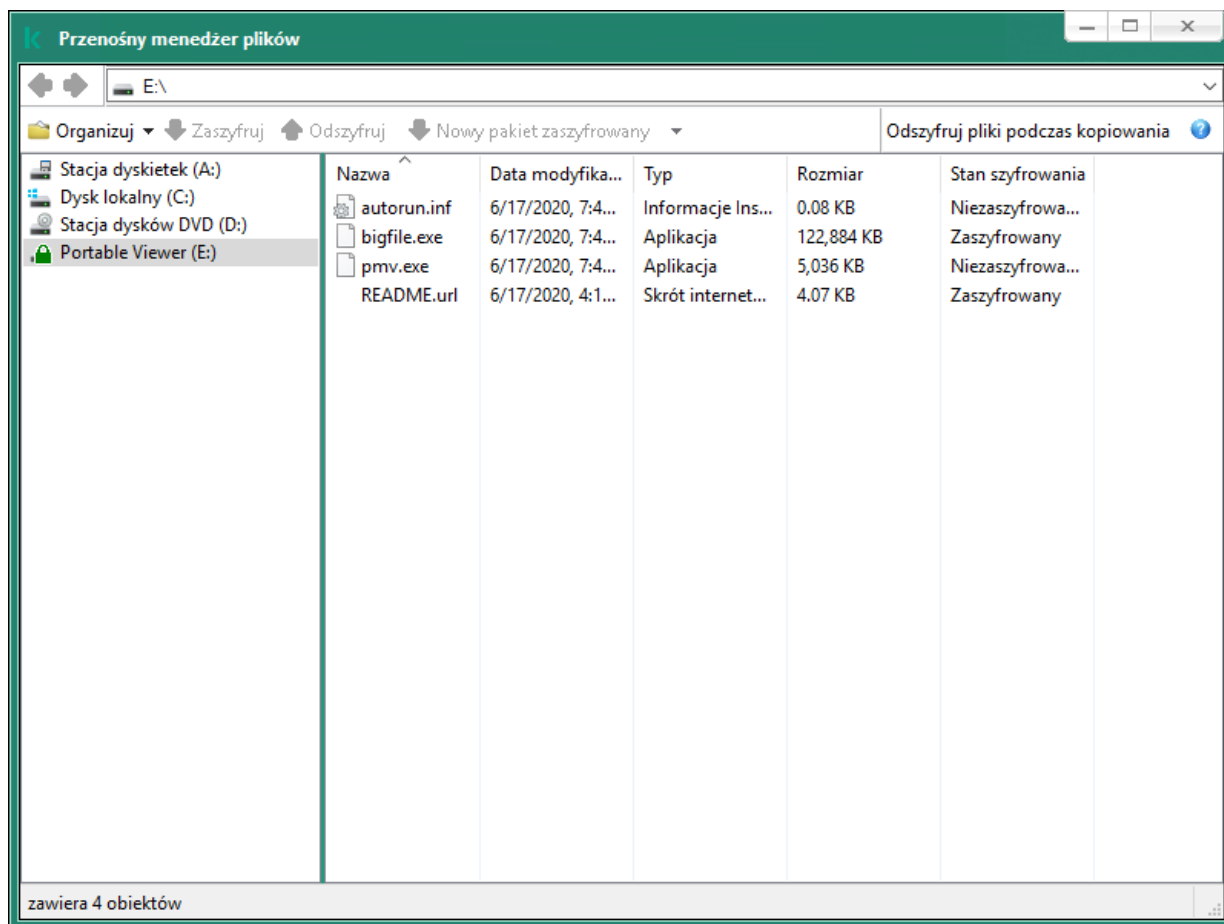 Przenośny menedżer plików
E:\
Organizuj Zaszyfruj Odszyfruj Nowy pakiet zaszyfrowany Odszyfruj pliki podczas kopiowania
Stacja dyskietek (A:)
Dysk lokalny (C:)
Stacja dysków DVD (D:)
Portable Viewer (E:)
Nazwa Data modyfika... Typ Rozmiar Stan szyfrowania
autorun.inf 6/17/2020, 7:4... Informacje Ins... 0.08 KB Niezaszyfrowa...
bigfile.exe 6/17/2020, 7:4... Aplikacja 122,884 KB Zaszyfrowany
pmv.exe 6/17/2020, 7:4... Aplikacja 5,036 KB Niezaszyfrowa...
README.url 6/17/2020, 4:1... Skrót internet... 4.07 KB Zaszyfrowany
zawiera 4 obiektów